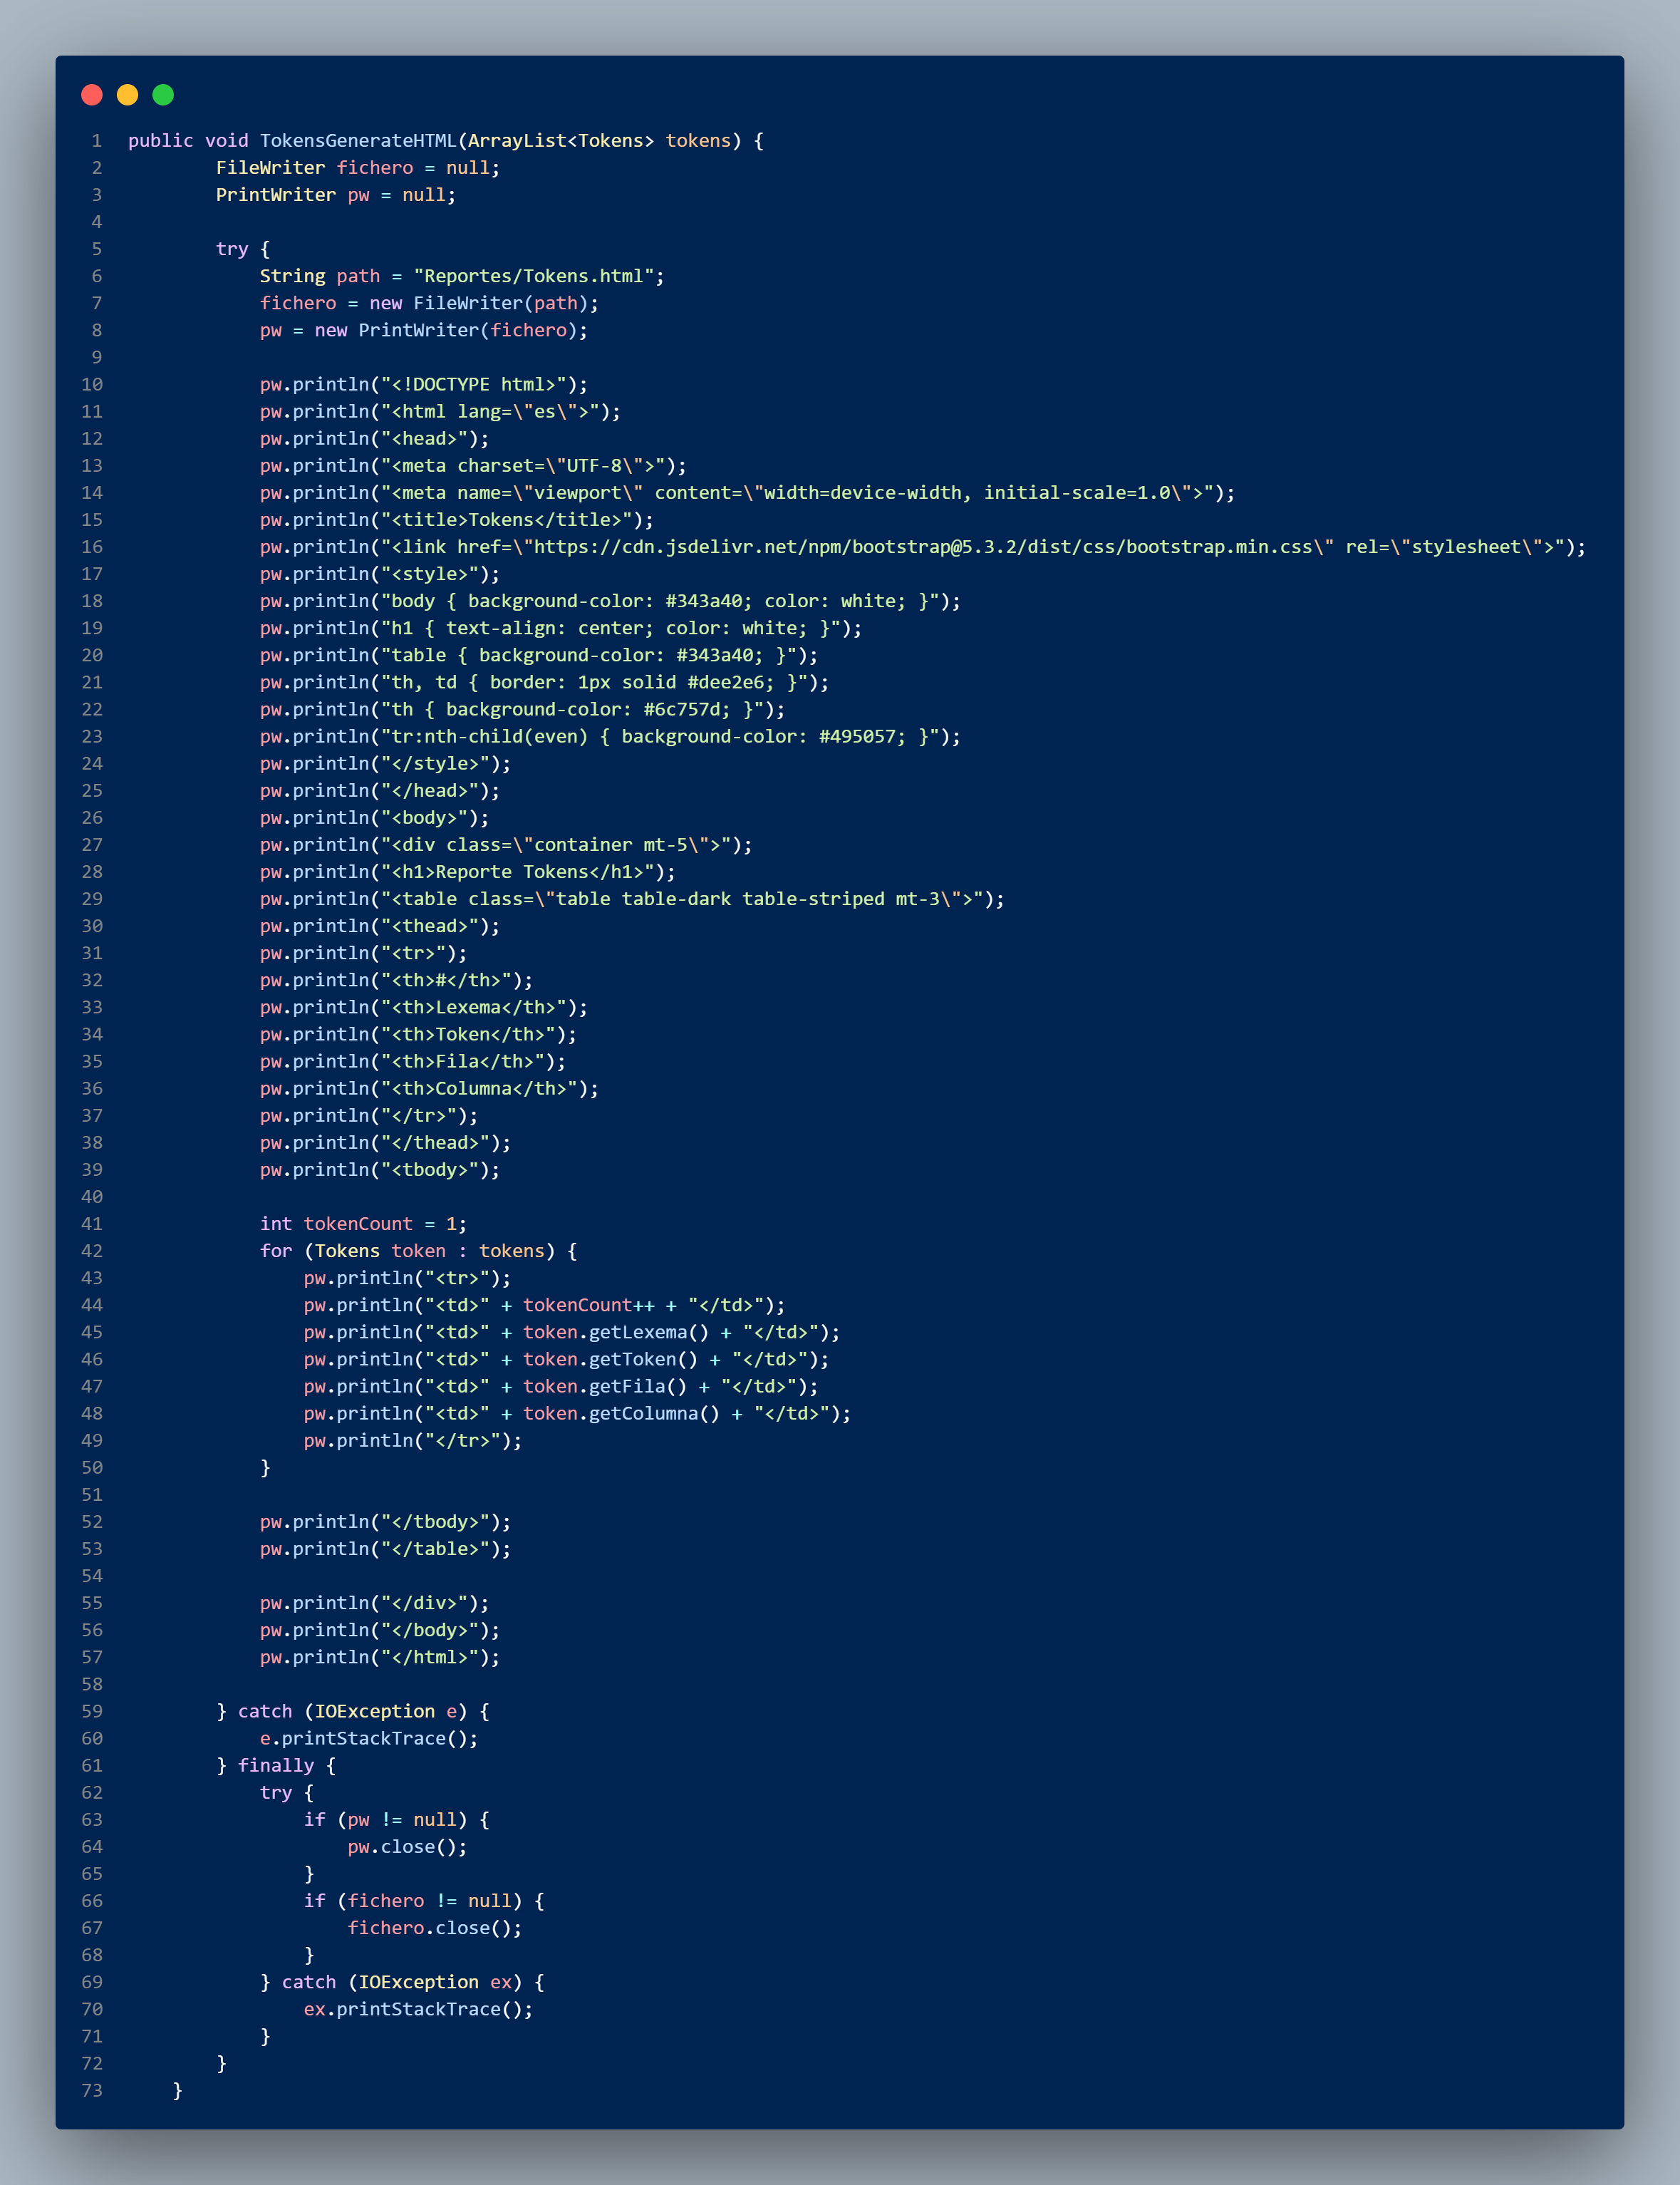 1 public void TokensGenerateHTML(ArrayList<Tokens> tokens) {
2         FileWriter fichero = null;
3         PrintWriter pw = null;
4
5         try {
6             String path = "Reportes/Tokens.html";
7             fichero = new FileWriter(path);
8             pw = new PrintWriter(fichero);
9
10             pw.println("<!DOCTYPE html>");
11             pw.println("<html lang=\"es\">");
12             pw.println("<head>");
13             pw.println("<meta charset=\"UTF-8\">");
14             pw.println("<meta name=\"viewport\" content=\"width=device-width, initial-scale=1.0\">");
15             pw.println("<title>Tokens</title>");
16             pw.println("<link href=\"https://cdn.jsdelivr.net/npm/bootstrap@5.3.2/dist/css/bootstrap.min.css\" rel=\"stylesheet\">");
17             pw.println("<style>");
18             pw.println("body { background-color: #343a40; color: white; }");
19             pw.println("h1 { text-align: center; color: white; }");
20             pw.println("table { background-color: #343a40; }");
21             pw.println("th, td { border: 1px solid #dee2e6; }");
22             pw.println("th { background-color: #6c757d; }");
23             pw.println("tr:nth-child(even) { background-color: #495057; }");
24             pw.println("</style>");
25             pw.println("</head>");
26             pw.println("<body>");
27             pw.println("<div class=\"container mt-5\">");
28             pw.println("<h1>Reporte Tokens</h1>");
29             pw.println("<table class=\"table table-dark table-striped mt-3\">");
30             pw.println("<thead>");
31             pw.println("<tr>");
32             pw.println("<th>#</th>");
33             pw.println("<th>Lexema</th>");
34             pw.println("<th>Token</th>");
35             pw.println("<th>Fila</th>");
36             pw.println("<th>Columna</th>");
37             pw.println("</tr>");
38             pw.println("</thead>");
39             pw.println("<tbody>");
40
41             int tokenCount = 1;
42             for (Tokens token : tokens) {
43                 pw.println("<tr>");
44                 pw.println("<td>" + tokenCount++ + "</td>");
45                 pw.println("<td>" + token.getLexema() + "</td>");
46                 pw.println("<td>" + token.getToken() + "</td>");
47                 pw.println("<td>" + token.getFila() + "</td>");
48                 pw.println("<td>" + token.getColumna() + "</td>");
49                 pw.println("</tr>");
50             }
51
52             pw.println("</tbody>");
53             pw.println("</table>");
54
55             pw.println("</div>");
56             pw.println("</body>");
57             pw.println("</html>");
58
59         } catch (IOException e) {
60             e.printStackTrace();
61         } finally {
62             try {
63                 if (pw != null) {
64                     pw.close();
65                 }
66                 if (fichero != null) {
67                     fichero.close();
68                 }
69             } catch (IOException ex) {
70                 ex.printStackTrace();
71             }
72         }
73     }